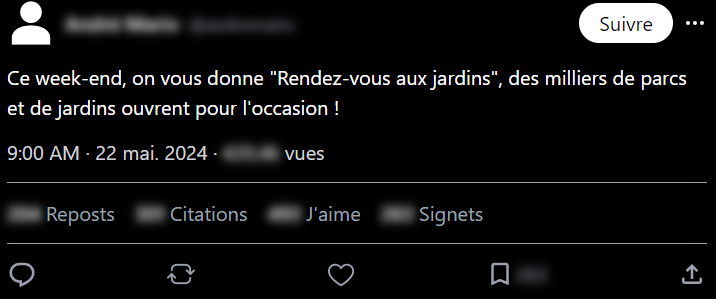 Suivre
Ce week-end, on vous donne "Rendez-vous aux jardins", des milliers de parcs
et de jardins ouvrent pour l'occasion !
9:00 AM · 22 mai. 2024 · vues
Reposts Citations J'aime Signets